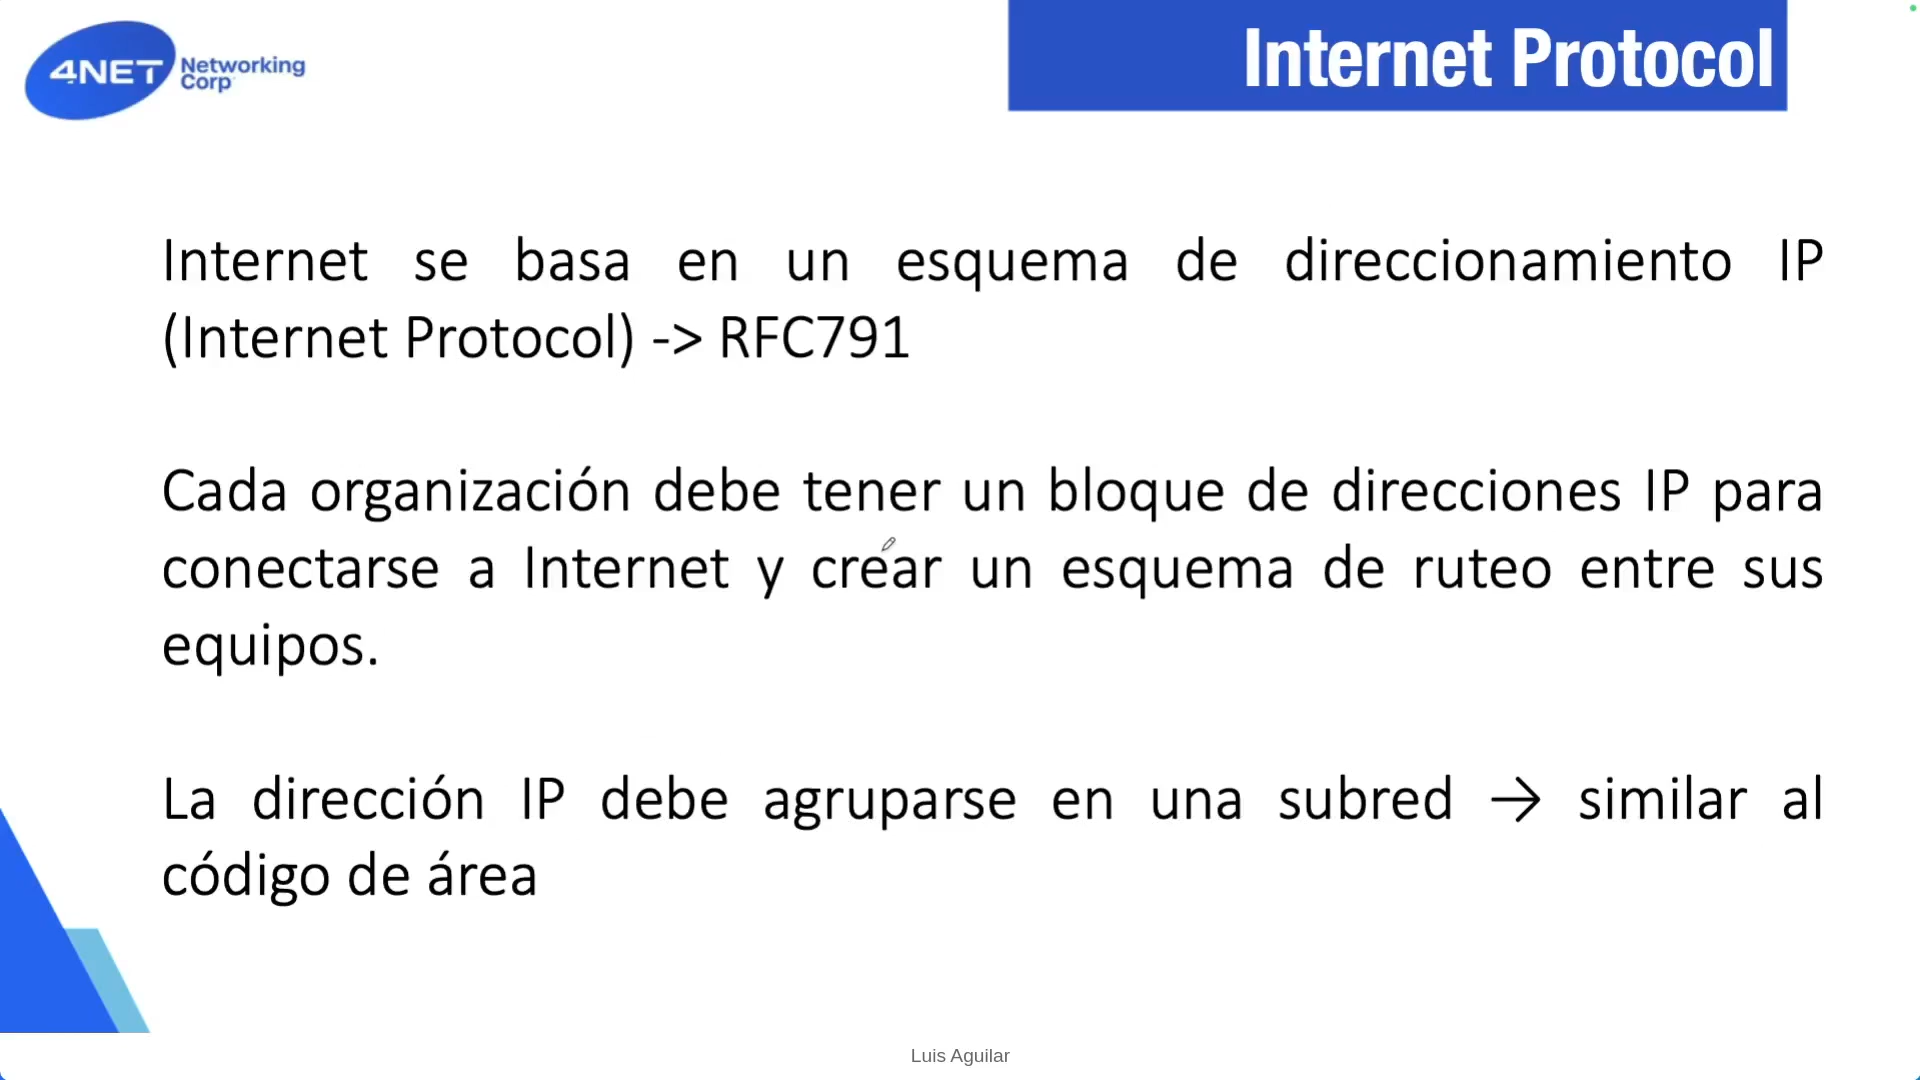 4NET Networking
Corp
Internet Protocol
Internet se basa en un esquema de direccionamiento IP
(Internet Protocol) -> RFC791
Cada organización debe tener un bloque de direcciones IP para
conectarse a Internet y crear un esquema de ruteo entre sus
equipos.
La dirección IP debe agruparse en una subred → similar al
código de área
Luis Aguilar